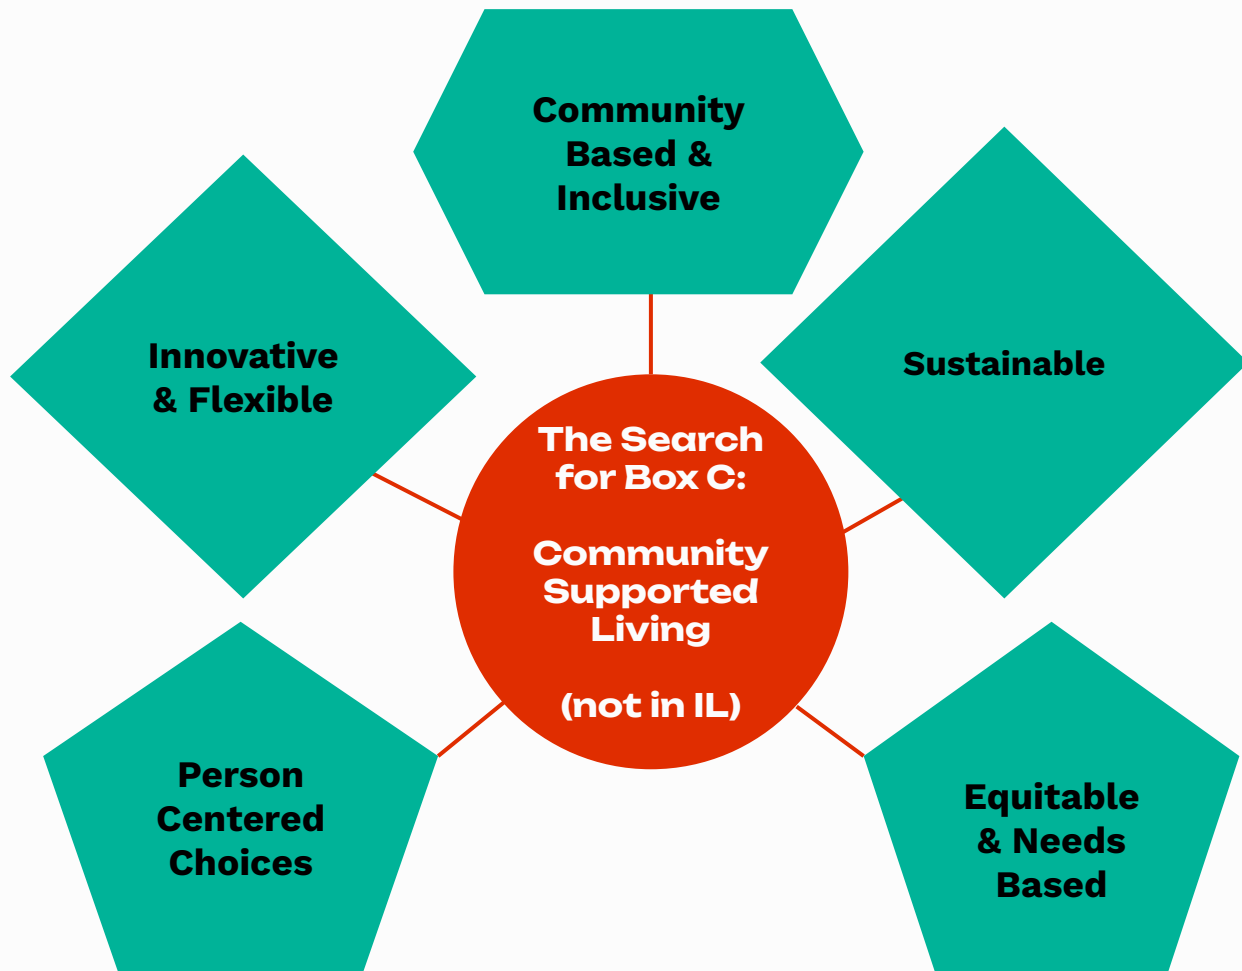 Community
Based &
Inclusive
Innovative
& Flexible
Sustainable
The Search
for Box C:
Community
Supported
Living
(not in IL)
Person
Centered
Choices
Equitable
& Needs
Based